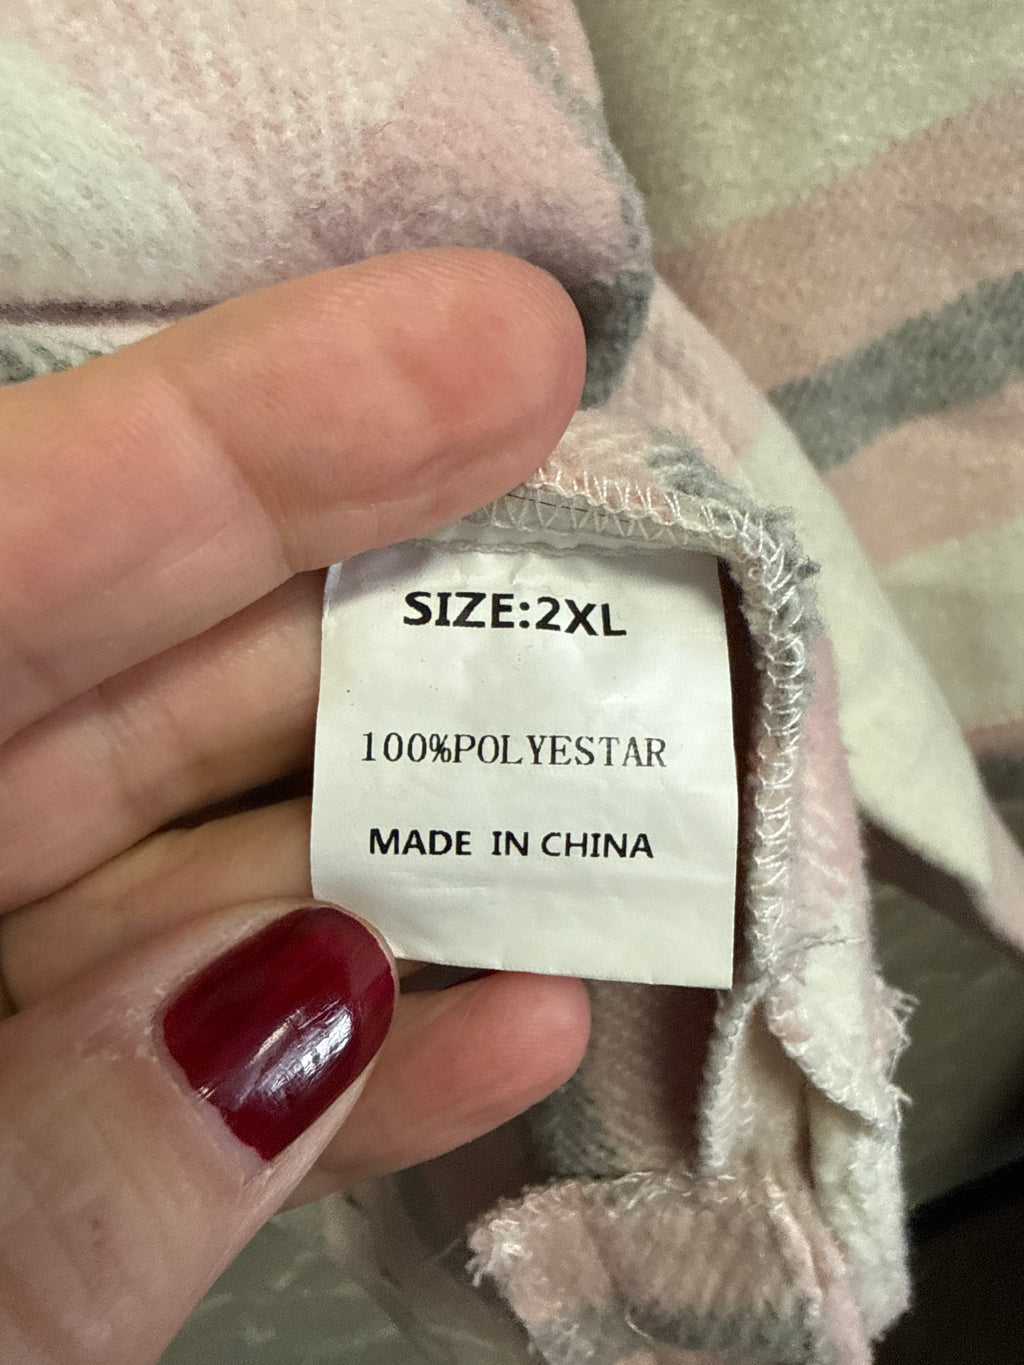 SIZE:2XL
100%POLYESTAR
MADE IN CHINA